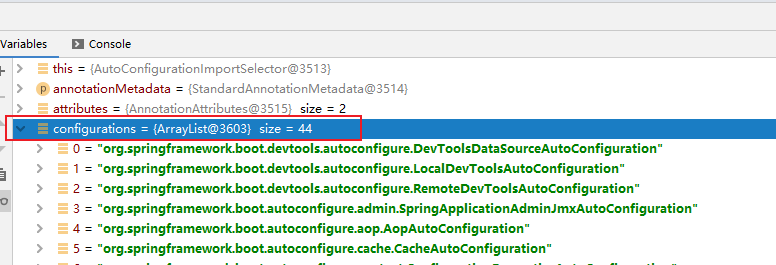 Variables Console
this = {AutoConfigurationImportSelector@3513}
p annotationMetadata = {StandardAnnotationMetadata@3514}
attributes = {AnnotationAttributes@3515} size = 2
configurations = {ArrayList@3603} size = 44
0 = "org.springframework.boot.devtools.autoconfigure.DevToolsDataSourceAutoConfiguration"
1 = "org.springframework.boot.devtools.autoconfigure.LocalDevToolsAutoConfiguration"
2 = "org.springframework.boot.devtools.autoconfigure.RemoteDevToolsAutoConfiguration"
3 = "org.springframework.boot.autoconfigure.admin.SpringApplicationAdminJmxAutoConfiguration"
4 = "org.springframework.boot.autoconfigure.aop.AopAutoConfiguration"
5 = "org.springframework.boot.autoconfigure.cache.CacheAutoConfiguration"